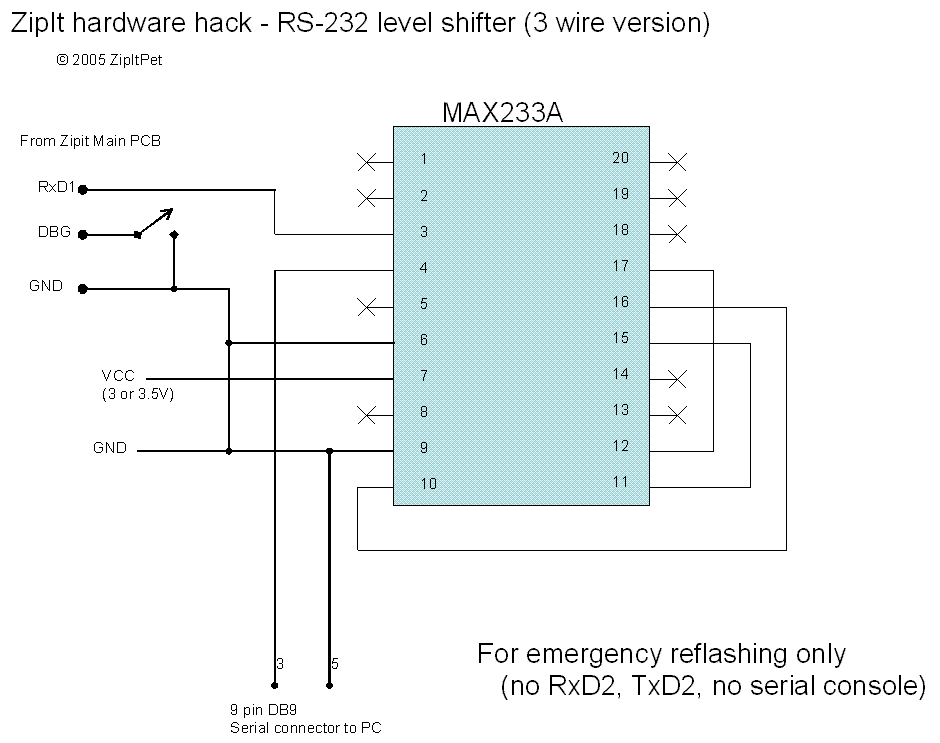 ZipIt hardware hack - RS-232 level shifter (3 wire version)
© 2005 ZipItPet
MAX233A
From Zipit Main PCB
1 20
RxD1
2 19
DBG
3 18
4 17
GND
5 16
6 15
VCC
7 14
(3 or 3.5V)
8 13
GND
9 12
10 11
For emergency reflashing only
(no RxD2, TxD2, no serial console)
3 5
9 pin DB9
Serial connector to PC